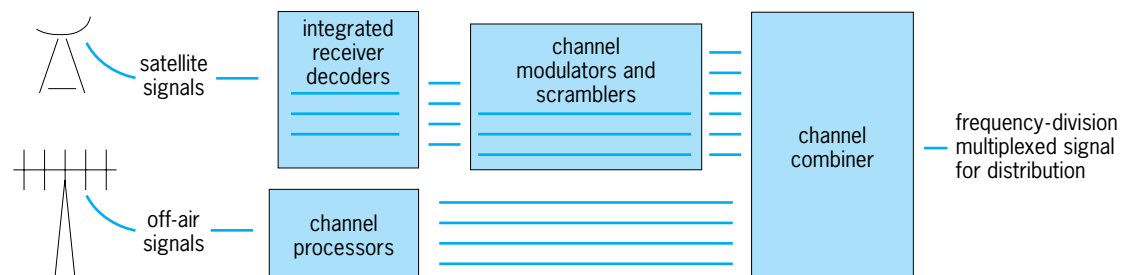 satellite
signals
integrated
receiver
decoders
channel
modulators and
scramblers
channel
combiner
frequency-division
multiplexed signal
for distribution
off-air
signals
channel
processors